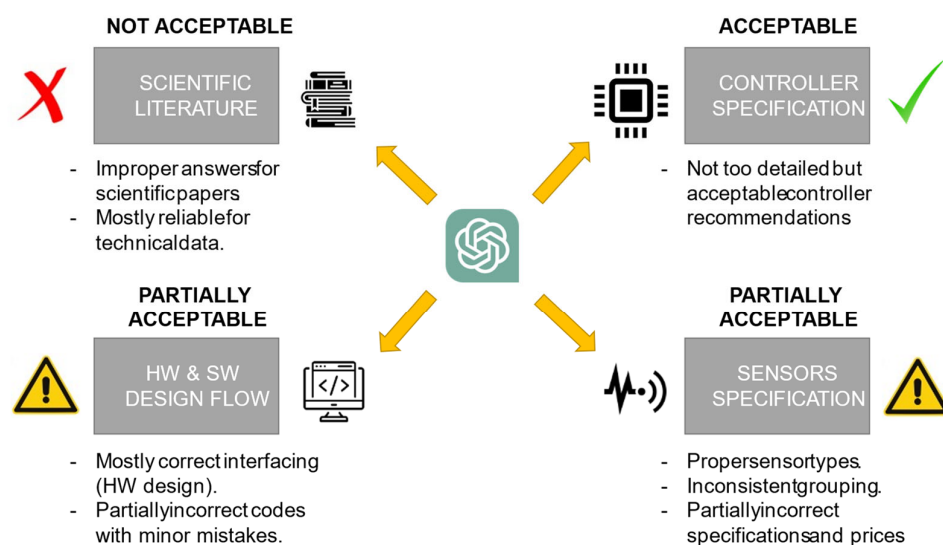 NOT ACCEPTABLE
SCIENTIFIC
LITERATURE
- Improper answersfor
scientificpapers.
- Mostly reliablefor
technicaldata.
ACCEPTABLE
CONTROLLER
SPECIFICATION
- Not too detailed but
acceptablecontroller
recommendations
PARTIALLY
ACCEPTABLE
HW & SW
DESIGN FLOW
</>
- Mostly correct interfacing
(HW design).
- Partiallyincorrect codes
with minor mistakes.
PARTIALLY
ACCEPTABLE
SENSORS
SPECIFICATION
- Propersensortypes.
- Inconsistentgrouping.
- Partiallyincorrect
specificationsand prices